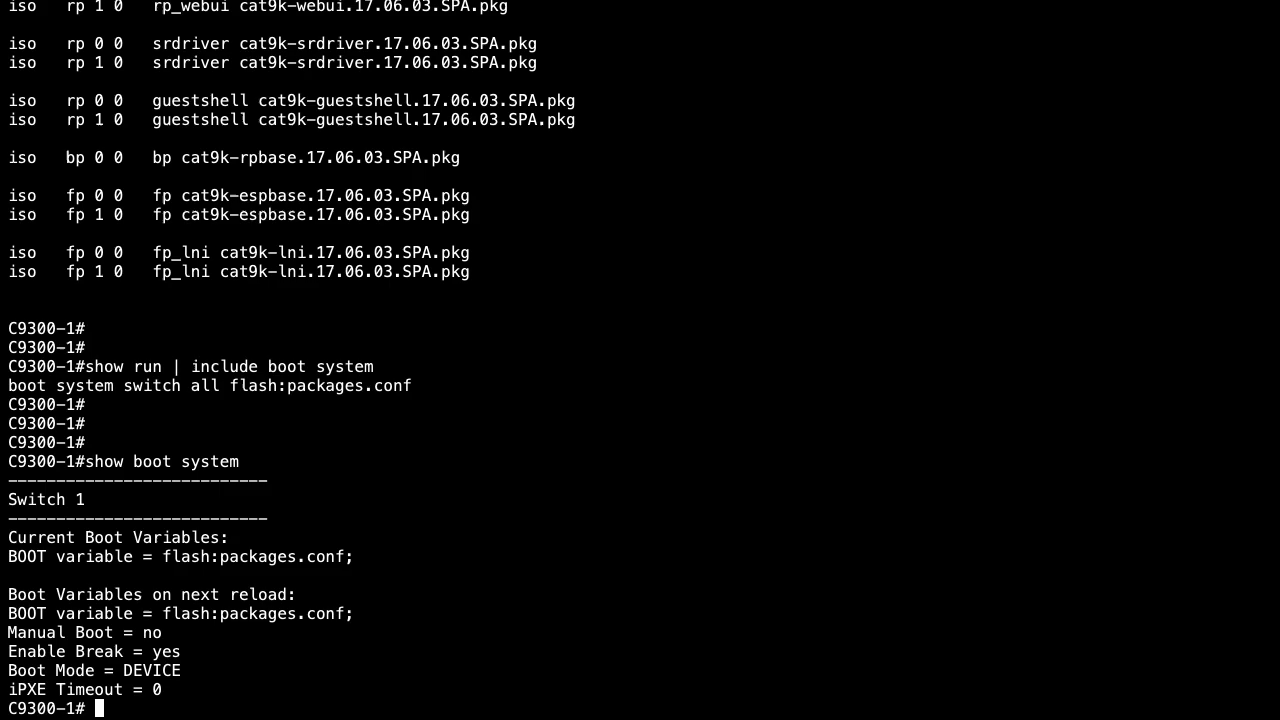 iso   rp 1 0   rp_webui cat9k-webui.17.06.03.SPA.pkg
iso   rp 0 0   srdriver cat9k-srdriver.17.06.03.SPA.pkg
iso   rp 1 0   srdriver cat9k-srdriver.17.06.03.SPA.pkg
iso   rp 0 0   guestshell cat9k-guestshell.17.06.03.SPA.pkg
iso   rp 1 0   guestshell cat9k-guestshell.17.06.03.SPA.pkg
iso   bp 0 0   bp cat9k-rpbase.17.06.03.SPA.pkg
iso   fp 0 0   fp cat9k-espbase.17.06.03.SPA.pkg
iso   fp 1 0   fp cat9k-espbase.17.06.03.SPA.pkg
iso   fp 0 0   fp_lni cat9k-lni.17.06.03.SPA.pkg
iso   fp 1 0   fp_lni cat9k-lni.17.06.03.SPA.pkg
C9300-1#
C9300-1#
C9300-1#show run | include boot system
boot system switch all flash:packages.conf
C9300-1#
C9300-1#
C9300-1#
C9300-1#show boot system
---------------------------
Switch 1
---------------------------
Current Boot Variables:
BOOT variable = flash:packages.conf;
Boot Variables on next reload:
BOOT variable = flash:packages.conf;
Manual Boot = no
Enable Break = yes
Boot Mode = DEVICE
iPXE Timeout = 0
C9300-1#